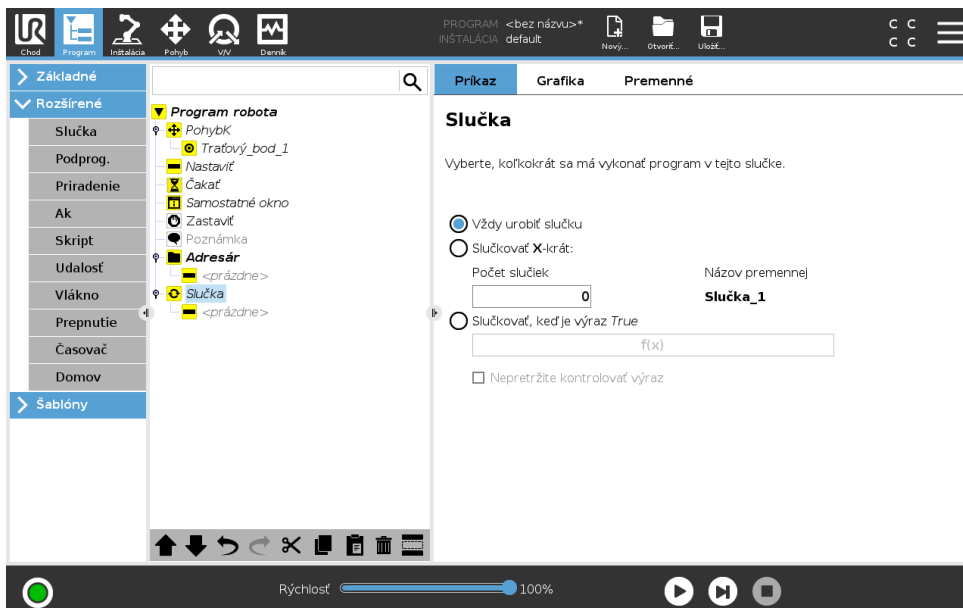 UR
Chod
Program
Inštalácia
Pohyb
V/V
Denník
PROGRAM <bez názvu>*
INŠTALÁCIA default
Nový...
Otvoriť...
Uložiť...
C C
C C
Základné
Rozšírené
Slučka
Podprog.
Priradenie
Ak
Skript
Udalosť
Vlákno
Prepnutie
Časovač
Domov
Šablóny
Program robota
PohybK
Traťový_bod_1
Nastaviť
Čakať
Samostatné okno
Zastaviť
Poznámka
Adresár
<prázdne>
Slučka
<prázdne>
Príkaz
Grafika
Premenné
Slučka
Vyberte, koľkokrát sa má vykonať program v tejto slučke.
Vždy urobiť slučku
Slučkovať X-krát:
Počet slučiek
Názov premennej
0
Slučka_1
Slučkovať, keď je výraz True
f(x)
Nepretržite kontrolovať výraz
Rýchlosť
100%